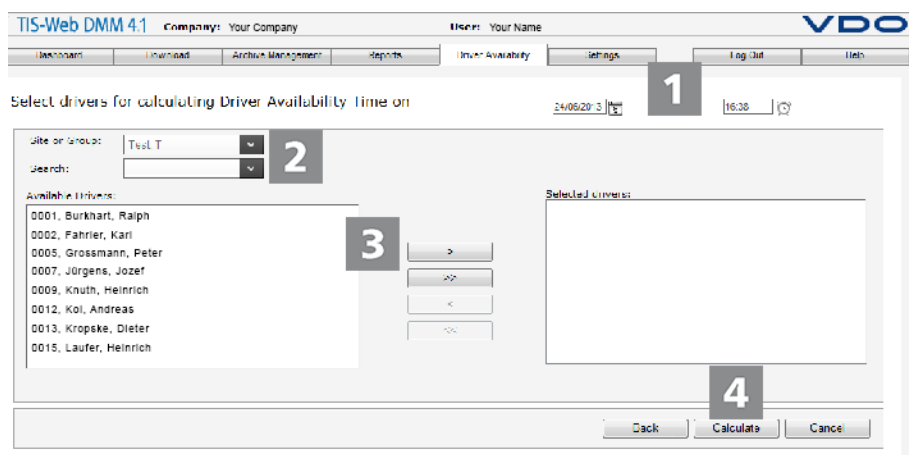 TIS-Web DMM 4.1 Company: Your Company User: Your Name VDO
Dashboard Download Archive Management Reports Driver Availability Settings Log Out Help
1
Select drivers for calculating Driver Availability Time on 24/06/2013 16:38
Site or Group: Test T
2
Search:
Available Drivers: Selected drivers:
0001, Burkhart, Ralph
0002, Fahrler, Karl
0005, Grossmann, Peter
0007, Jürgens, Jozef
0009, Knuth, Heinrich
0012, Kol, Andreas
0013, Kropske, Dieter
0015, Laufer, Heinrich
3
>
>>
<
<<
4
Back Calculate Cancel